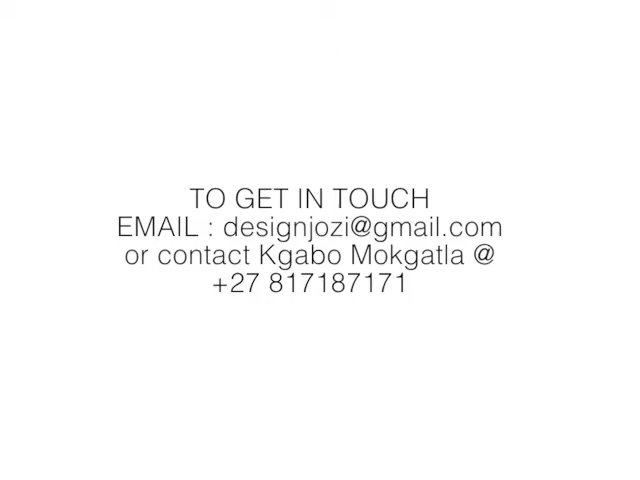 TO GET IN TOUCH
EMAIL : designjozi@gmail.com
or contact Kgabo Mokgatla @
+27 817187171